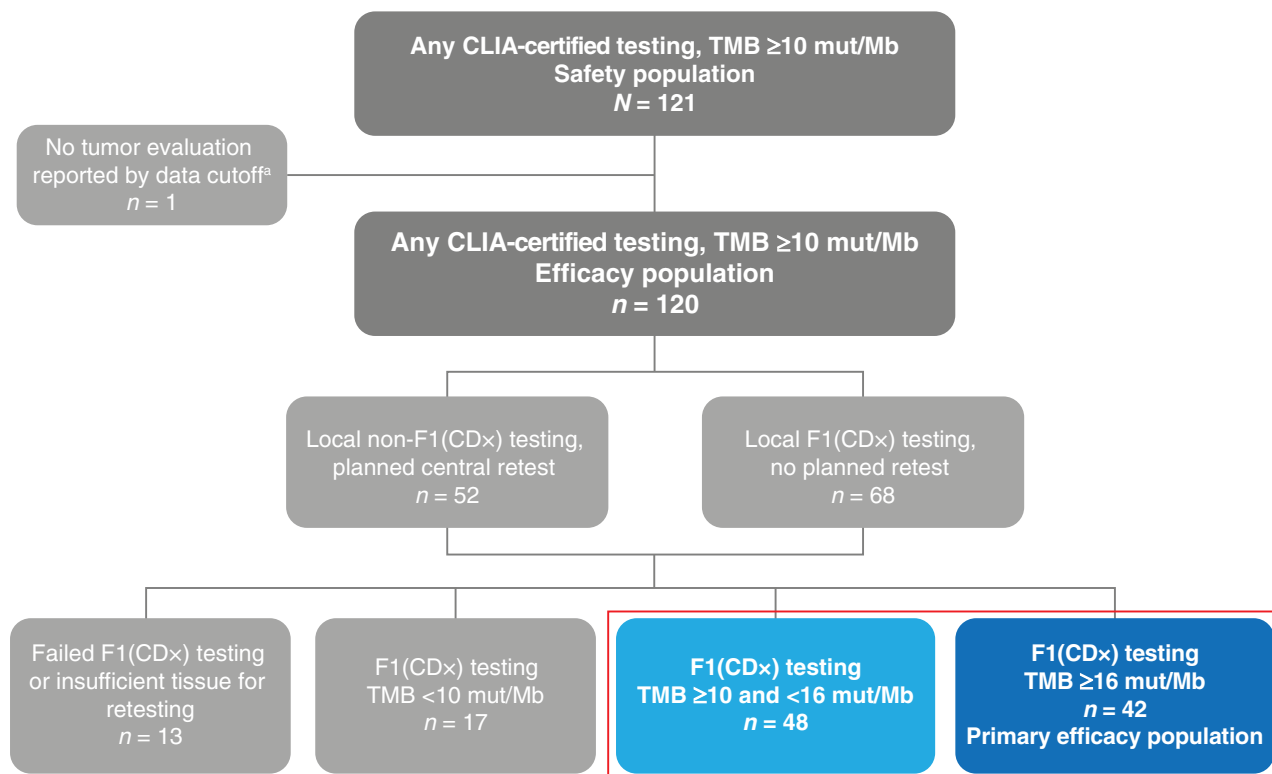 Any CLIA-certified testing, TMB ≥10 mut/Mb
Safety population
N = 121
No tumor evaluation
reported by data cutoffᵃ
n = 1
Any CLIA-certified testing, TMB ≥10 mut/Mb
Efficacy population
n = 120
Local non-F1(CD×) testing,
planned central retest
n = 52
Local F1(CD×) testing,
no planned retest
n = 68
Failed F1(CD×) testing
or insufficient tissue for
retesting
n = 13
F1(CD×) testing
TMB <10 mut/Mb
n = 17
F1(CD×) testing
TMB ≥10 and <16 mut/Mb
n = 48
F1(CD×) testing
TMB ≥16 mut/Mb
n = 42
Primary efficacy population